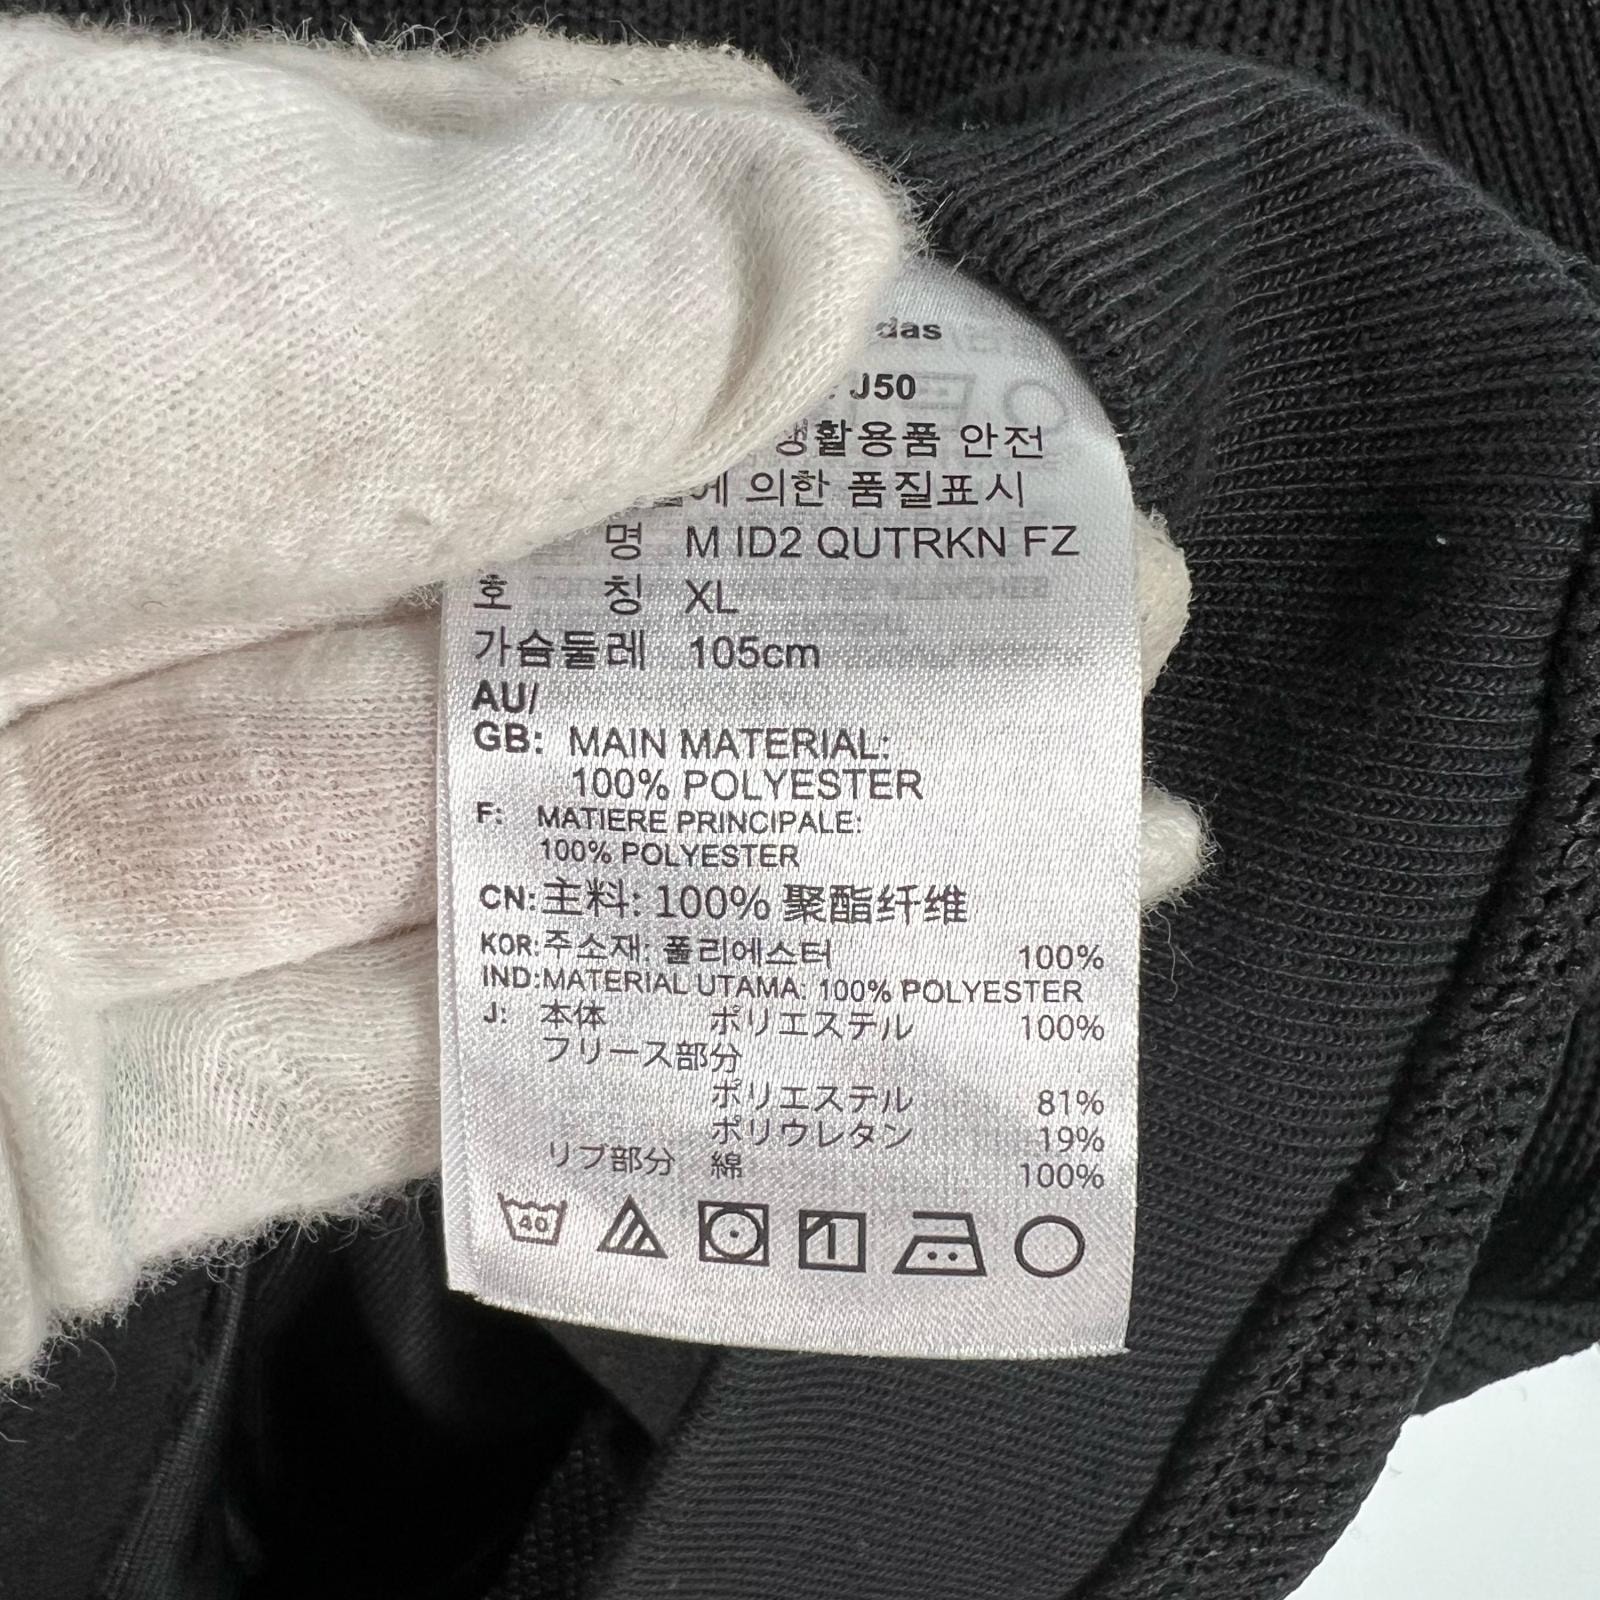 das
J50
생활용품 안전
에 의한 품질표시
명 M ID2 QUTRKN FZ
호 칭 XL
가슴둘레 105cm
AU/
GB: MAIN MATERIAL:
100% POLYESTER
F: MATIERE PRINCIPALE:
100% POLYESTER
CN: 主料: 100% 聚酯纤维
KOR: 주소재: 폴리에스터 100%
IND: MATERIAL UTAMA: 100% POLYESTER
J: 本体 ポリエステル 100%
フリース部分
ポリエステル 81%
ポリウレタン 19%
リブ部分 綿 100%
40
1